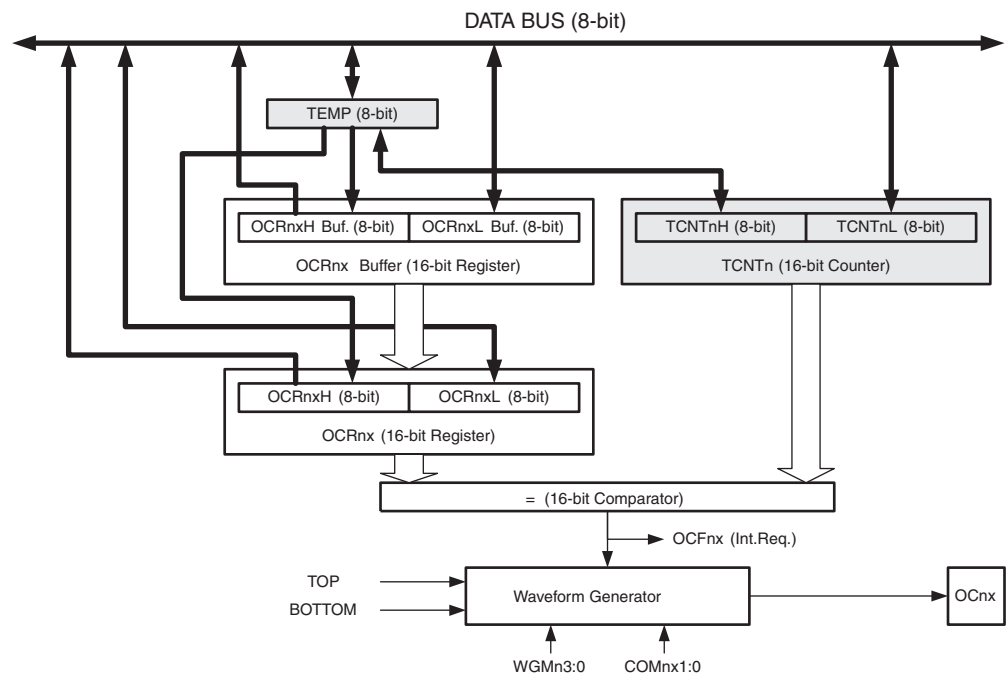 DATA BUS (8-bit)
TEMP (8-bit)
OCRnxH Buf. (8-bit)
OCRnxL Buf. (8-bit)
OCRnx Buffer (16-bit Register)
TCNTnH (8-bit)
TCNTnL (8-bit)
TCNTn (16-bit Counter)
OCRnxH (8-bit)
OCRnxL (8-bit)
OCRnx (16-bit Register)
= (16-bit Comparator)
OCFnx (Int.Req.)
TOP
BOTTOM
Waveform Generator
OCnx
WGMn3:0
COMnx1:0